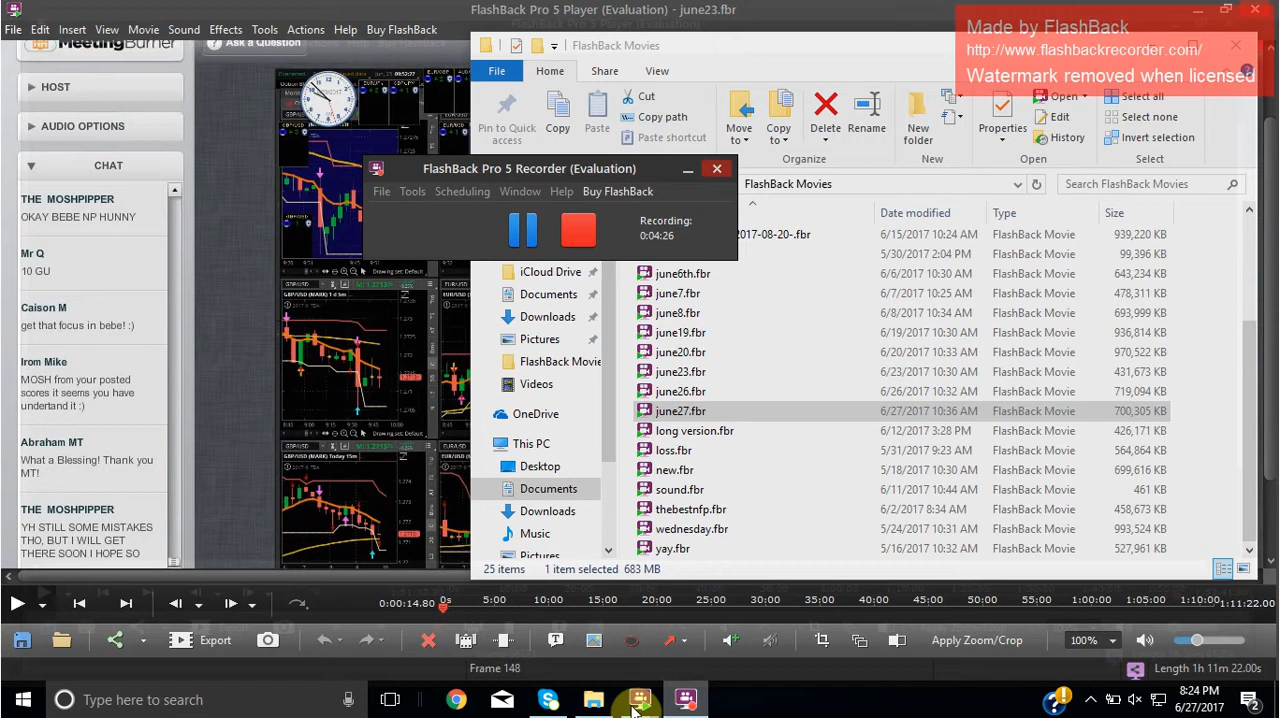 FlashBack Pro 5 Player (Evaluation) - june23.fbr
Made by FlashBack
http://www.flashbackrecorder.com/
Watermark removed when licensed
File Edit Insert View Movie Sound Effects Tools Actions Help Buy FlashBack
MeetingBurner
Ask a Question
FlashBack Movies
File Home Share View
HOST
AUDIO OPTIONS
CHAT
Pin to Quick access
Copy
Paste
Cut
Copy path
Paste shortcut
Move to
Copy to
Delete
Rename
New folder
Properties
Open
Edit
History
Select all
Select none
Invert selection
Organize New Open Select
THE MOSHPIPPER
OKAY BEBE NP HUNNY
Mr Q
10 GU
Caison M
get that focus in bebe! :)
Irom Mike
MOSH from your posted
scores it seems you have
undertand it :)
Abraham MT
What a Blessing! Thank you
MT!
THE MOSHPIPPER
YH STILL SOME MISTAKES
THO, BUT I WILL GET
THERE SOON I HOPE SO
FlashBack Pro 5 Recorder (Evaluation)
File Tools Scheduling Window Help Buy FlashBack
Recording:
0:04:26
FlashBack Movies
Search FlashBack Movies
Date modified Type Size
2017-08-20-.fbr 6/15/2017 10:24 AM FlashBack Movie 939,220 KB
5/30/2017 2:04 PM FlashBack Movie 99,396 KB
june6th.fbr 6/6/2017 10:30 AM FlashBack Movie 643,234 KB
june7.fbr 6/7/2017 10:25 AM FlashBack Movie 478,317 KB
june8.fbr 6/8/2017 10:34 AM FlashBack Movie 693,999 KB
june19.fbr 6/19/2017 10:30 AM FlashBack Movie 936,814 KB
june20.fbr 6/20/2017 10:33 AM FlashBack Movie 970,522 KB
june23.fbr 6/23/2017 10:30 AM FlashBack Movie 431,673 KB
june26.fbr 6/26/2017 10:32 AM FlashBack Movie 719,094 KB
june27.fbr 6/27/2017 10:36 AM FlashBack Movie 700,305 KB
long version.fbr 6/12/2017 3:28 PM FlashBack Movie 426,171 KB
loss.fbr 5/31/2017 9:23 AM FlashBack Movie 564,864 KB
new.fbr 5/18/2017 10:30 AM FlashBack Movie 699,616 KB
sound.fbr 6/11/2017 10:44 AM FlashBack Movie 461 KB
thebestnfp.fbr 6/2/2017 8:34 AM FlashBack Movie 458,673 KB
wednesday.fbr 5/24/2017 10:31 AM FlashBack Movie 993,524 KB
yay.fbr 5/16/2017 10:32 AM FlashBack Movie 527,961 KB
iCloud Drive
Documents
Downloads
Pictures
FlashBack Movie
Videos
OneDrive
This PC
Desktop
Documents
Downloads
Music
Pictures
25 items 1 item selected 683 MB
GBP/USD (MARK) 1 d 5m
GBP/USD (MARK) Today 15m
0:00:14.80 0s 5:00 10:00 15:00 20:00 25:00 30:00 35:00 40:00 45:00 50:00 55:00 1:00:00 1:05:00 1:10:00 1:11:22.00
Export
Apply Zoom/Crop
100%
Frame 148
Length 1h 11m 22.00s
Type here to search
8:24 PM
6/27/2017